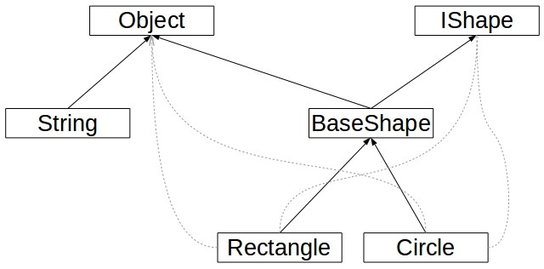 Object
IShape
String
BaseShape
Rectangle
Circle